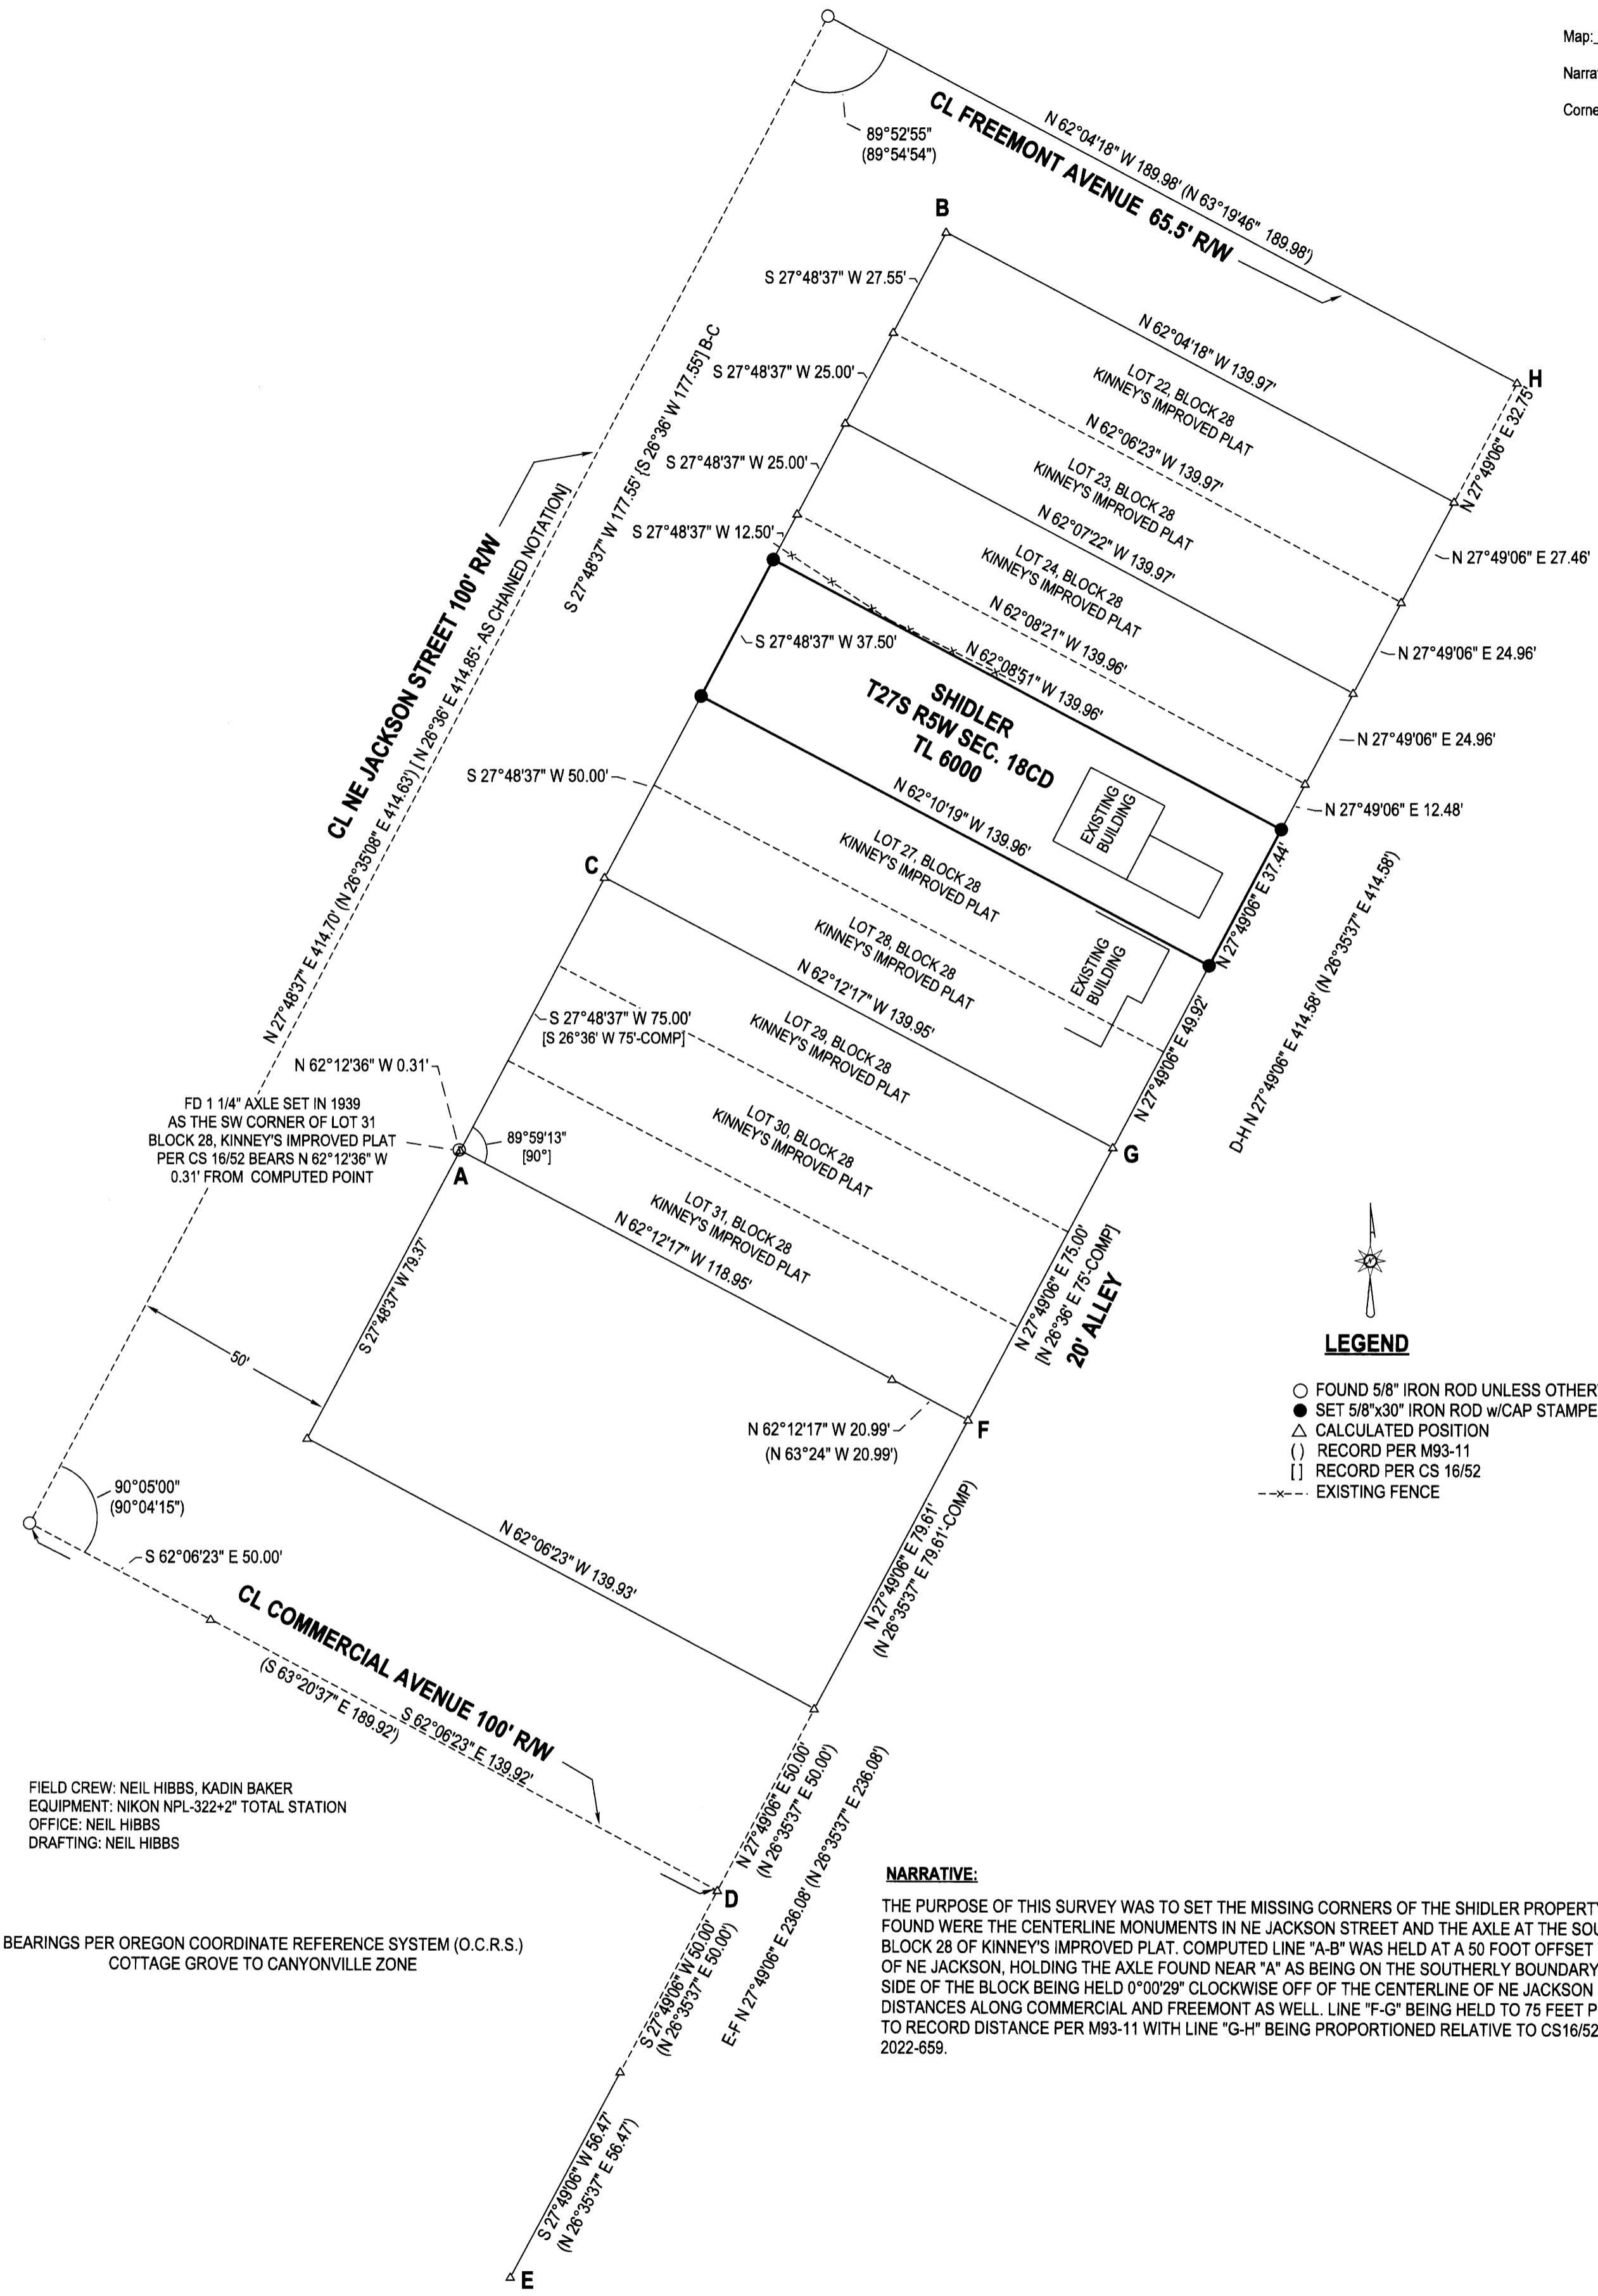 Map:_
Narra
Corne
89°52'55"
(89°54'54")
CL FREEMONT AVENUE 65.5' R/W
N 62°04'18" W 189.98' (N 63°19'46" 189.98')
B
H
S 27°48'37" W 27.55'
N 62°04'18" W 139.97'
LOT 22, BLOCK 28
KINNEY'S IMPROVED PLAT
N 27°49'06" E 32.75'
S 27°48'37" W 25.00'
N 62°06'23" W 139.97'
LOT 23, BLOCK 28
KINNEY'S IMPROVED PLAT
N 27°49'06" E 27.46'
S 27°48'37" W 25.00'
N 62°07'22" W 139.97'
LOT 24, BLOCK 28
KINNEY'S IMPROVED PLAT
N 27°49'06" E 24.96'
S 27°48'37" W 12.50'
N 62°08'21" W 139.96'
N 27°49'06" E 24.96'
S 27°48'37" W 177.55' {S 26°36' W 177.55'] B-C
CL NE JACKSON STREET 100' R/W
N 27°48'37" E 414.70' (N 26°35'08" E 414.63') [ N 26°36' E 414.85'- AS CHAINED NOTATION]
S 27°48'37" W 37.50'
N 62°08'51" W 139.96'
SHIDLER
T27S R5W SEC. 18CD
TL 6000
N 27°49'06" E 12.48'
EXISTING
BUILDING
N 27°49'06" E 37.44'
S 27°48'37" W 50.00'
N 62°10'19" W 139.96'
LOT 27, BLOCK 28
KINNEY'S IMPROVED PLAT
D-H N 27°49'06" E 414.58' (N 26°35'37" E 414.58')
C
LOT 28, BLOCK 28
KINNEY'S IMPROVED PLAT
EXISTING
BUILDING
N 62°12'17" W 139.95'
N 27°49'06" E 49.92'
S 27°48'37" W 75.00'
[S 26°36' W 75'-COMP]
LOT 29, BLOCK 28
KINNEY'S IMPROVED PLAT
G
N 62°12'36" W 0.31'
FD 1 1/4" AXLE SET IN 1939
AS THE SW CORNER OF LOT 31
BLOCK 28, KINNEY'S IMPROVED PLAT
PER CS 16/52 BEARS N 62°12'36" W
0.31' FROM COMPUTED POINT
89°59'13"
[90°]
A
LOT 30, BLOCK 28
KINNEY'S IMPROVED PLAT
LOT 31, BLOCK 28
KINNEY'S IMPROVED PLAT
N 62°12'17" W 118.95'
N 27°49'06" E 75.00'
[N 26°36' E 75'-COMP]
20' ALLEY
S 27°48'37" W 79.37'
50'
N 62°12'17" W 20.99'
(N 63°24" W 20.99')
F
LEGEND
FOUND 5/8" IRON ROD UNLESS OTHER
SET 5/8"x30" IRON ROD w/CAP STAMPE
CALCULATED POSITION
( ) RECORD PER M93-11
[ ] RECORD PER CS 16/52
--x--- EXISTING FENCE
90°05'00"
(90°04'15")
S 62°06'23" E 50.00'
N 62°06'23" W 139.93'
N 27°49'06" E 79.61'
(N 26°35'37" E 79.61'-COMP)
CL COMMERCIAL AVENUE 100' R/W
(S 63°20'37" E 189.92')
S 62°06'23" E 139.92'
N 27°49'06" E 50.00'
(N 26°35'37" E 50.00')
E-F N 27°49'06" E 236.08' (N 26°35'37" E 236.08')
D
FIELD CREW: NEIL HIBBS, KADIN BAKER
EQUIPMENT: NIKON NPL-322+2" TOTAL STATION
OFFICE: NEIL HIBBS
DRAFTING: NEIL HIBBS
BEARINGS PER OREGON COORDINATE REFERENCE SYSTEM (O.C.R.S.)
COTTAGE GROVE TO CANYONVILLE ZONE
S 27°49'06" W 50.00'
(N 26°35'37" E 50.00')
S 27°49'06" W 56.47'
(N 26°35'37" E 56.47')
E
NARRATIVE:
THE PURPOSE OF THIS SURVEY WAS TO SET THE MISSING CORNERS OF THE SHIDLER PROPERTY
FOUND WERE THE CENTERLINE MONUMENTS IN NE JACKSON STREET AND THE AXLE AT THE SOU
BLOCK 28 OF KINNEY'S IMPROVED PLAT. COMPUTED LINE "A-B" WAS HELD AT A 50 FOOT OFFSET
OF NE JACKSON, HOLDING THE AXLE FOUND NEAR "A" AS BEING ON THE SOUTHERLY BOUNDARY
SIDE OF THE BLOCK BEING HELD 0°00'29" CLOCKWISE OFF OF THE CENTERLINE OF NE JACKSON
DISTANCES ALONG COMMERCIAL AND FREEMONT AS WELL. LINE "F-G" BEING HELD TO 75 FEET P
TO RECORD DISTANCE PER M93-11 WITH LINE "G-H" BEING PROPORTIONED RELATIVE TO CS16/52
2022-659.